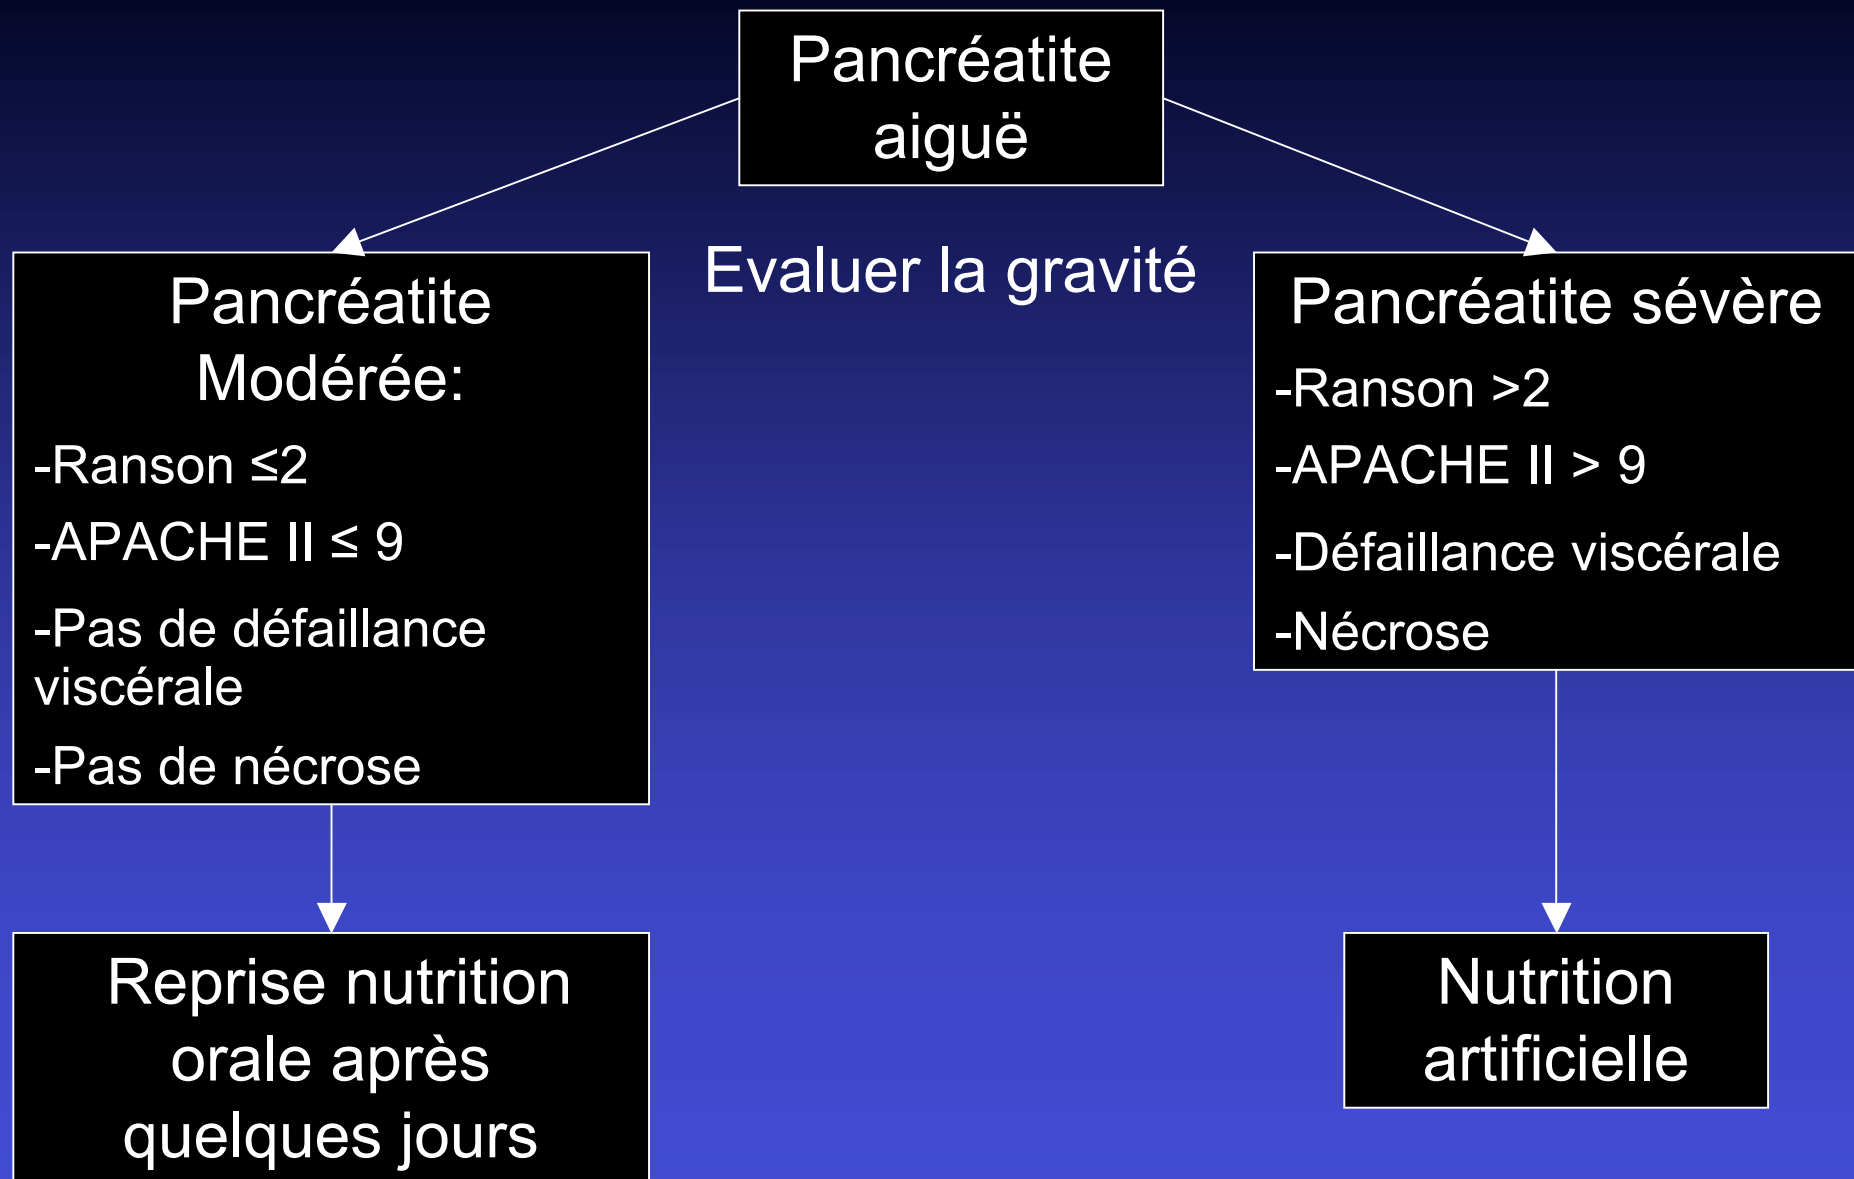 Pancréatite
aiguë
Evaluer la gravité
Pancréatite
Modérée:
-Ranson ≤2
-APACHE II ≤ 9
-Pas de défaillance
viscérale
-Pas de nécrose
Pancréatite sévère
-Ranson >2
-APACHE II > 9
-Défaillance viscérale
-Nécrose
Reprise nutrition
orale après
quelques jours
Nutrition
artificielle